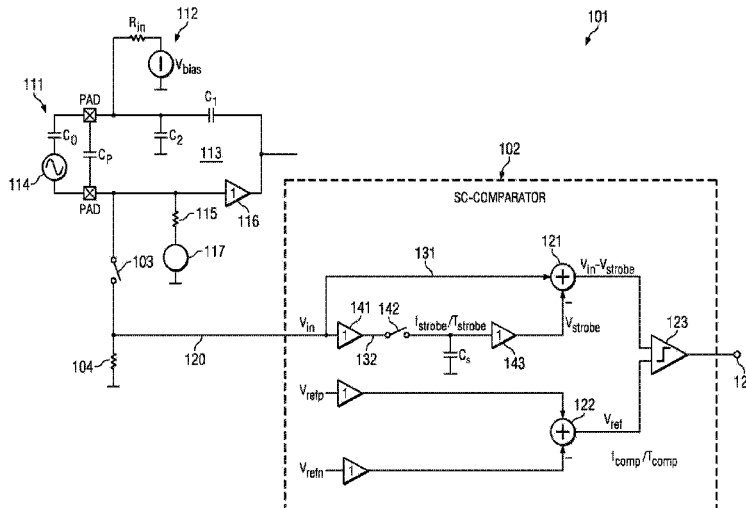 R_in
112
V_bias
101
111
PAD
C_1
C_0
C_P
C_2
113
102
114
PAD
1
115
116
SC-COMPARATOR
117
103
131
121
V_in-V_strobe
141
142
f_strobe/T_strobe
V_in
1
1
V_strobe
123
120
132
C_s
143
104
12
V_refp
1
122
V_ref
V_refn
1
f_comp/T_comp